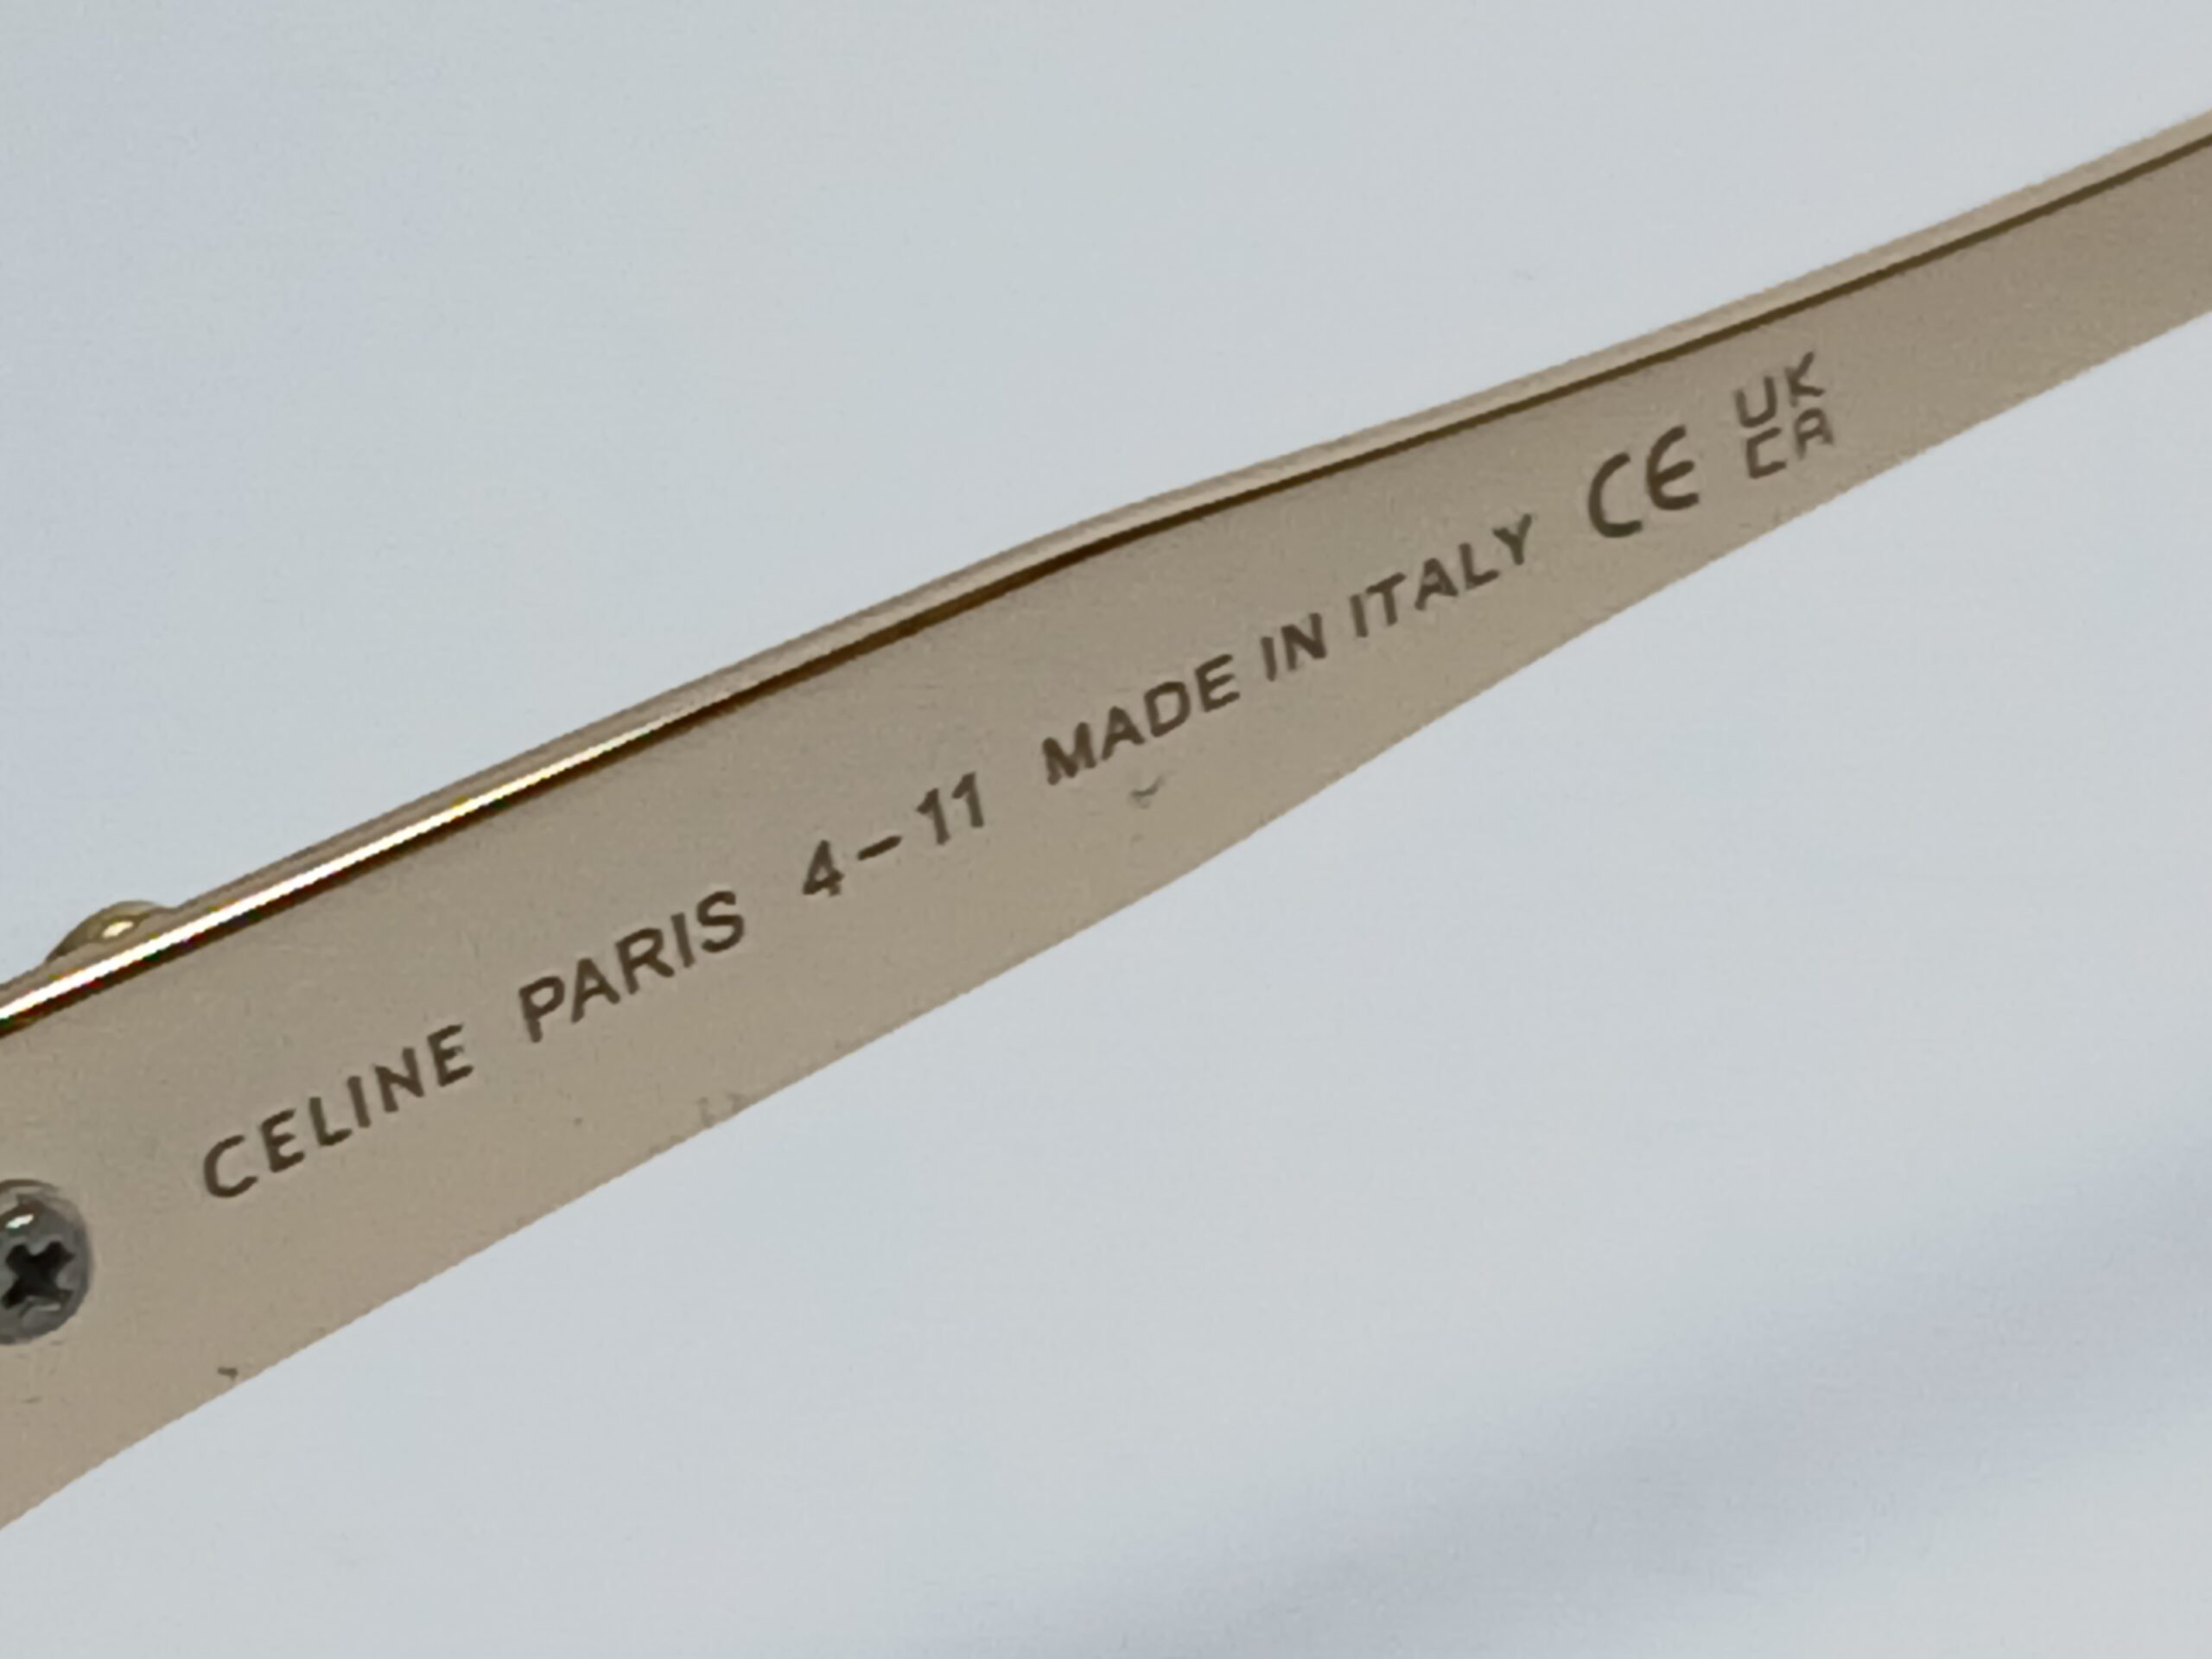 CELINE PARIS 4-11 MADE IN ITALY CE UK
CA